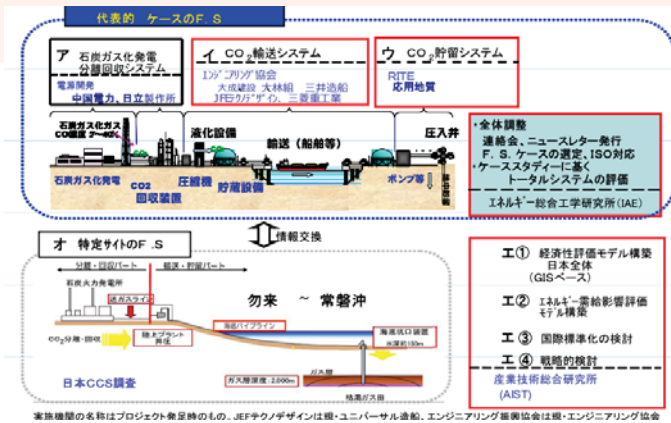 代表的 ケースのF.S
ア 石炭ガス化発電
分離回収システム
電源開発
中国電力、日立製作所
イ CO2輸送システム
エンジニアリング協会
大成建設 大林組 三井造船
JFEテクノデザイン、三菱重工業
ウ CO2貯留システム
RITE
応用地質
石炭ガス化ガス
CO濃度
液化設備
輸送(船舶等)
圧入井
石炭ガス化発電
CO2
回収装置
圧縮機
貯蔵設備
ポンプ等
・全体調整
連絡会、ニュースレター発行
F.S.ケースの選定、ISO対応
・ケーススタディーに基く
トータルシステムの評価
エネルギー総合工学研究所(IAE)
情報交換
オ 特定サイトのF.S
分離・回収パート
輸送・貯留パート
石炭火力発電所
送ガスライン
勿来 ~ 常磐沖
CO2分離・回収
陸上プラント
昇圧
海底パイプライン
海底坑口装置
水深約160m
ガス層
ガス層深度:2,000m
枯渇ガス田
日本CCS調査
エ① 経済性評価モデル構築
日本全体
(GISベース)
エ② エネルギー需給影響評価
モデル構築
エ③ 国際標準化の検討
エ④ 戦略的検討
産業技術総合研究所
(AIST)
実施機関の名称はプロジェクト発足時のもの。JEFテクノデザインは現・ユニバーサル造船、エンジニアリング振興協会は現・エンジニアリング協会